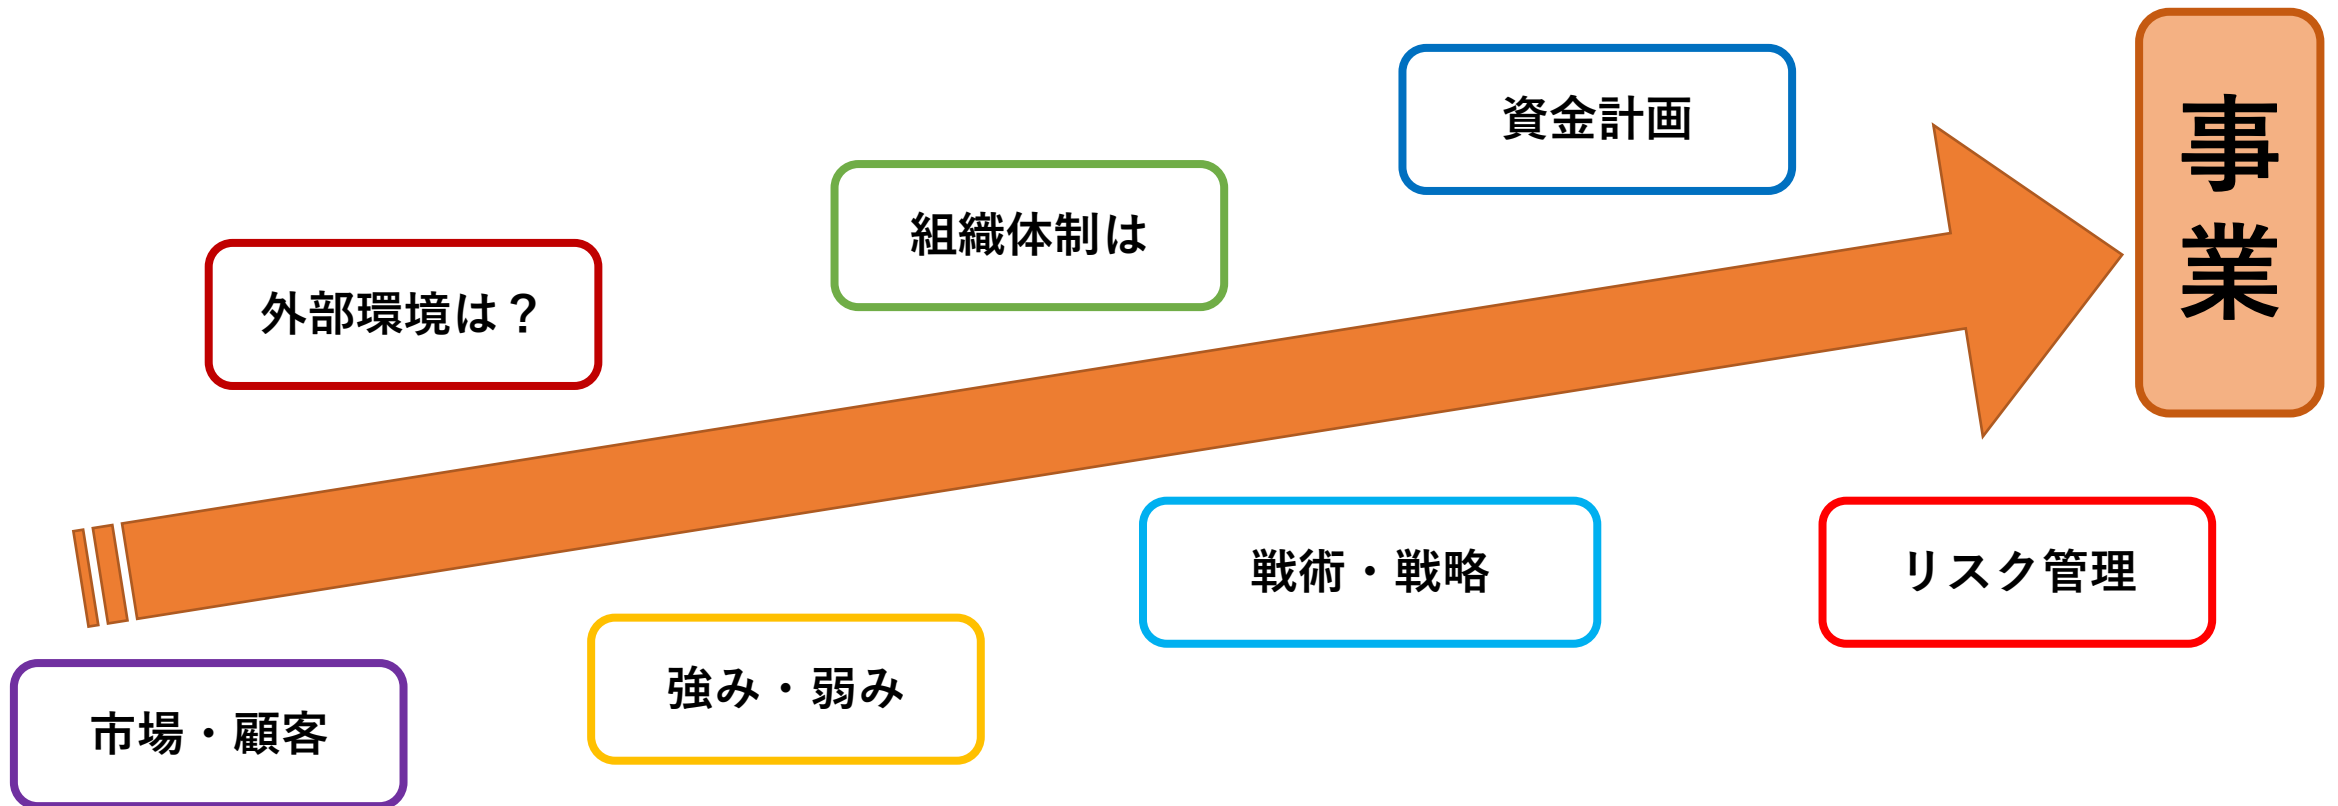 事業
資金計画
組織体制は
外部環境は？
戦術・戦略
リスク管理
強み・弱み
市場・顧客